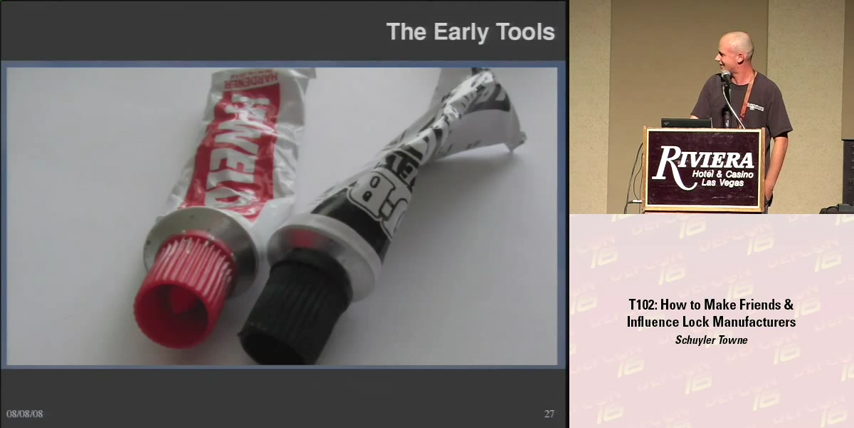 The Early Tools
HARDENER
J-B
08/08/08
27
RIVIERA
Hotel & Casino
Las Vegas
T102: How to Make Friends &
Influence Lock Manufacturers
Schuyler Towne